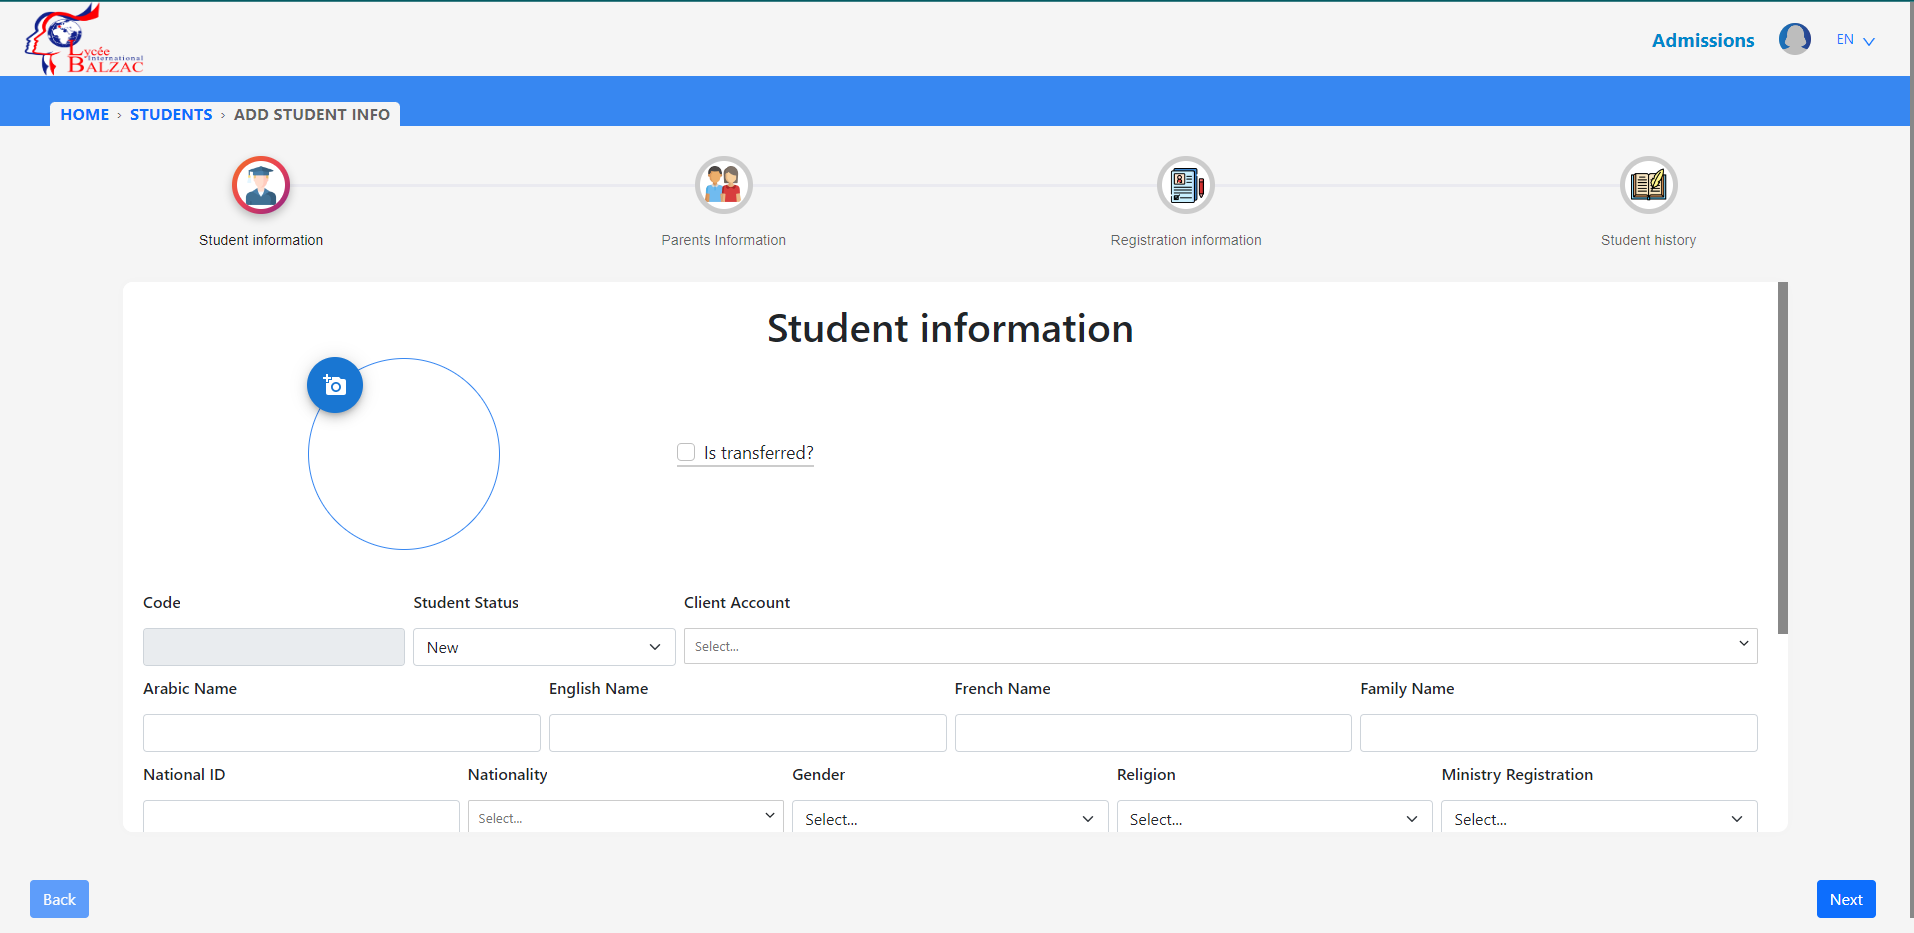 Lycée
International
BALZAC
Admissions
EN
HOME › STUDENTS › ADD STUDENT INFO
Student information
Parents Information
Registration information
Student history
Student information
Is transferred?
Code
Student Status
Client Account
New
Select...
Arabic Name
English Name
French Name
Family Name
National ID
Nationality
Gender
Religion
Ministry Registration
Select...
Select...
Select...
Select...
Back
Next